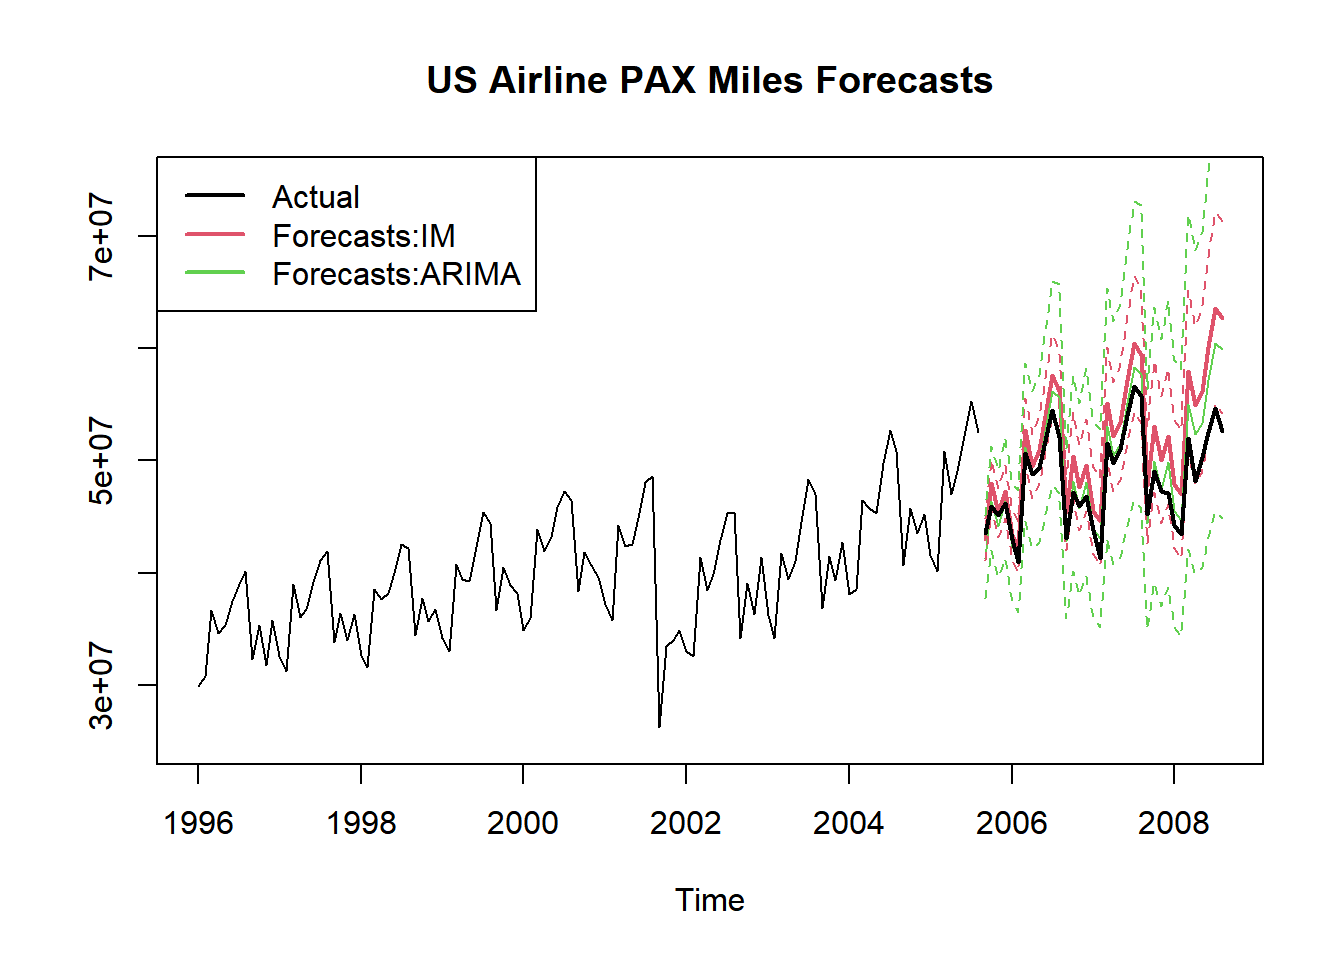 US Airline PAX Miles Forecasts
Actual
Forecasts:IM
Forecasts:ARIMA
7e+07
5e+07
3e+07
1996 1998 2000 2002 2004 2006 2008
Time